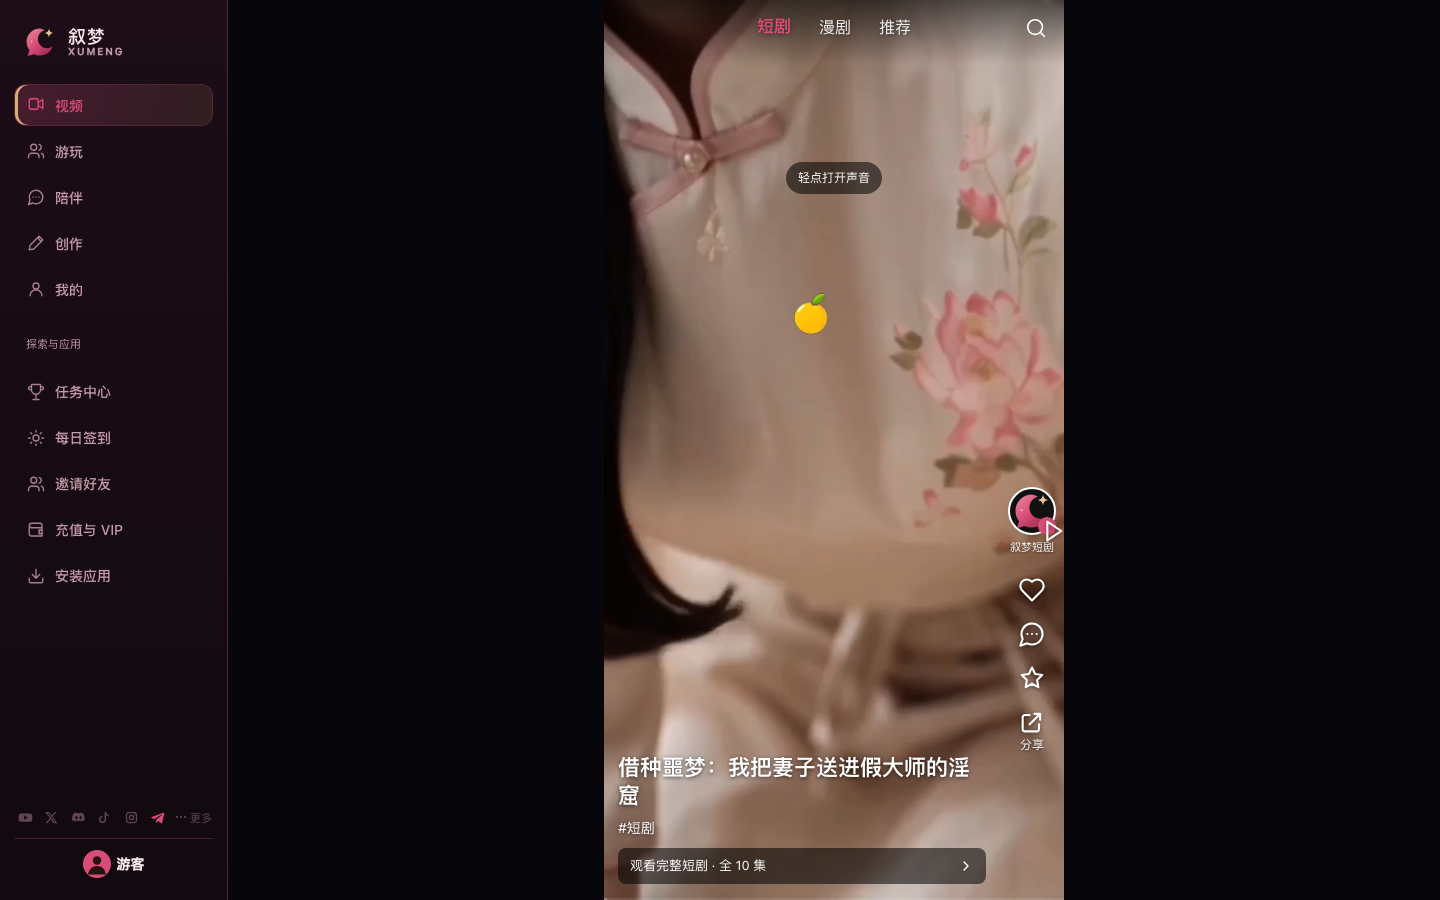 叙梦
XUMENG
视频
游玩
陪伴
创作
我的
探索与应用
任务中心
每日签到
邀请好友
充值与 VIP
安装应用
更多
游客
短剧
漫剧
推荐
轻点打开声音
叙梦短剧
分享
借种噩梦：我把妻子送进假大师的淫
窟
#短剧
观看完整短剧 · 全 10 集